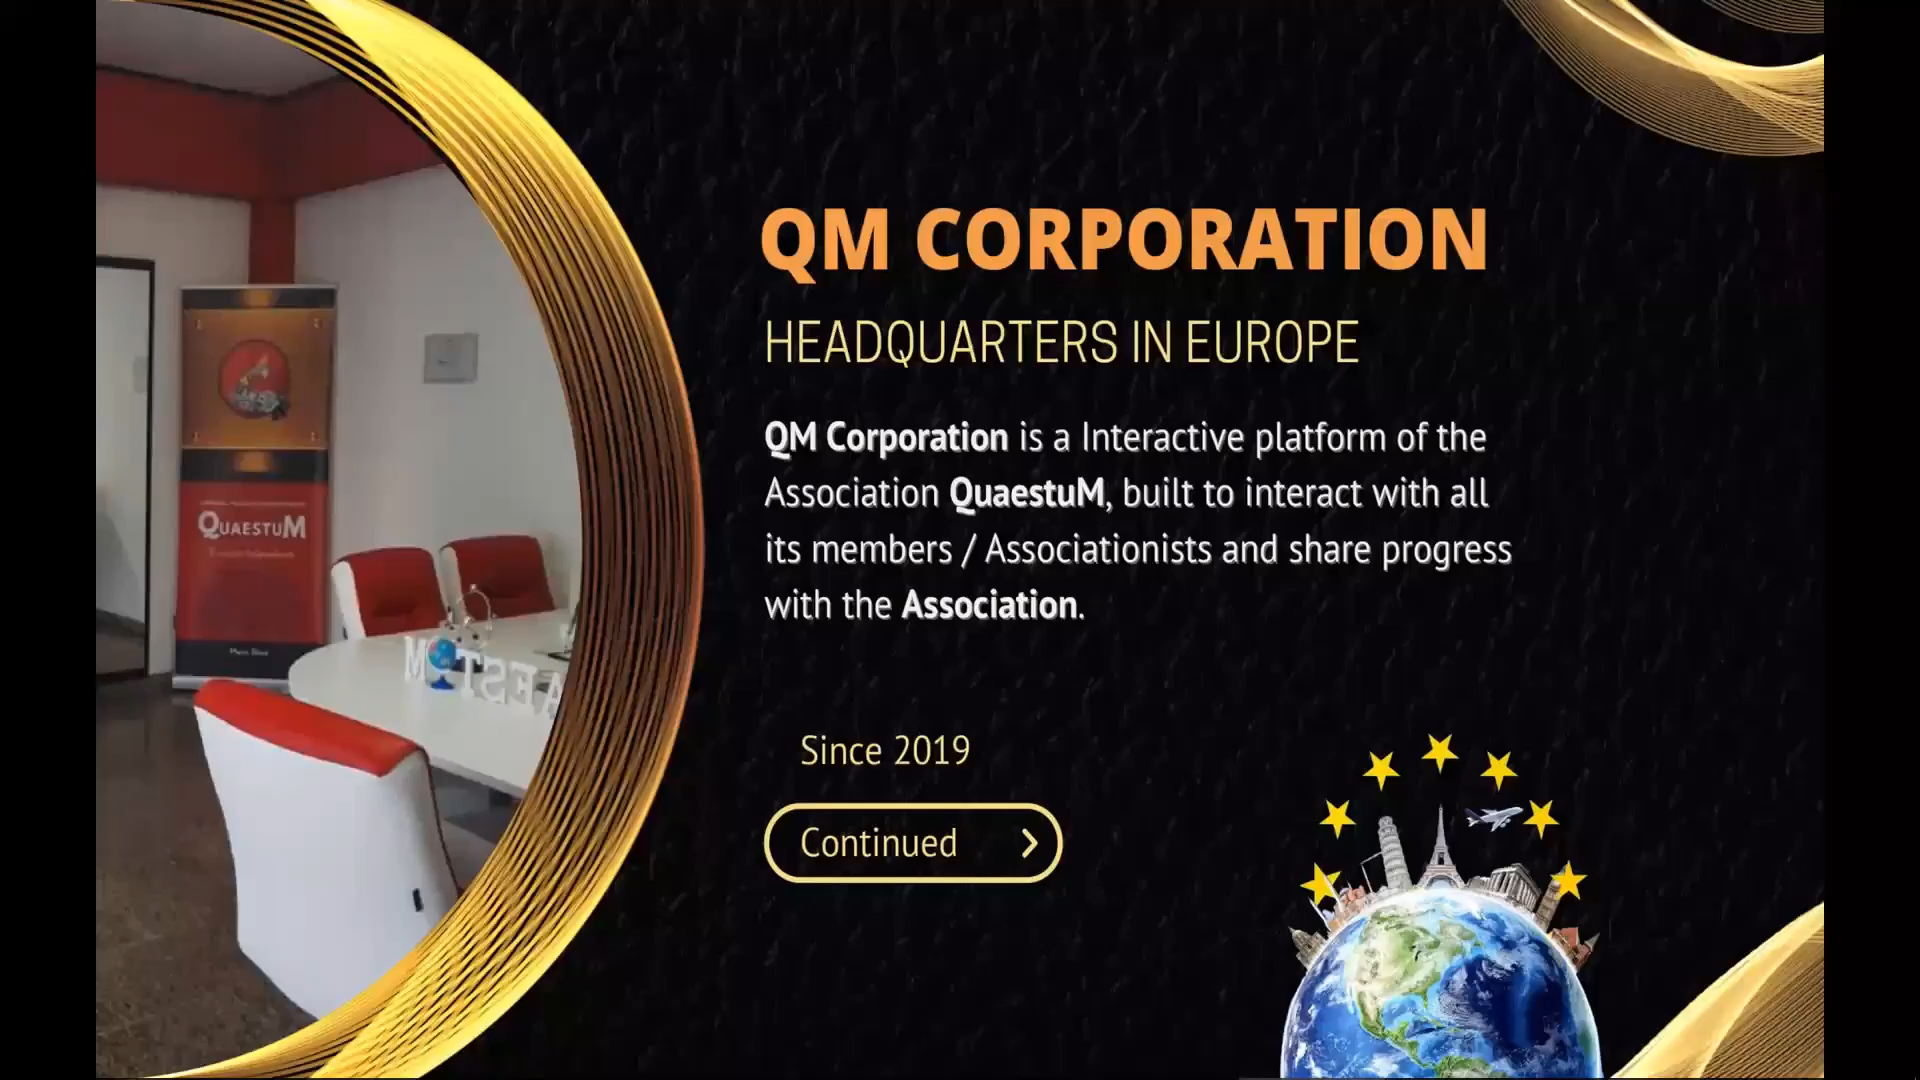 QM CORPORATION
HEADQUARTERS IN EUROPE
QM Corporation is a Interactive platform of the
Association QuaestuM, built to interact with all
its members / Associationists and share progress
with the Association.
Since 2019
Continued
QUAESTUM